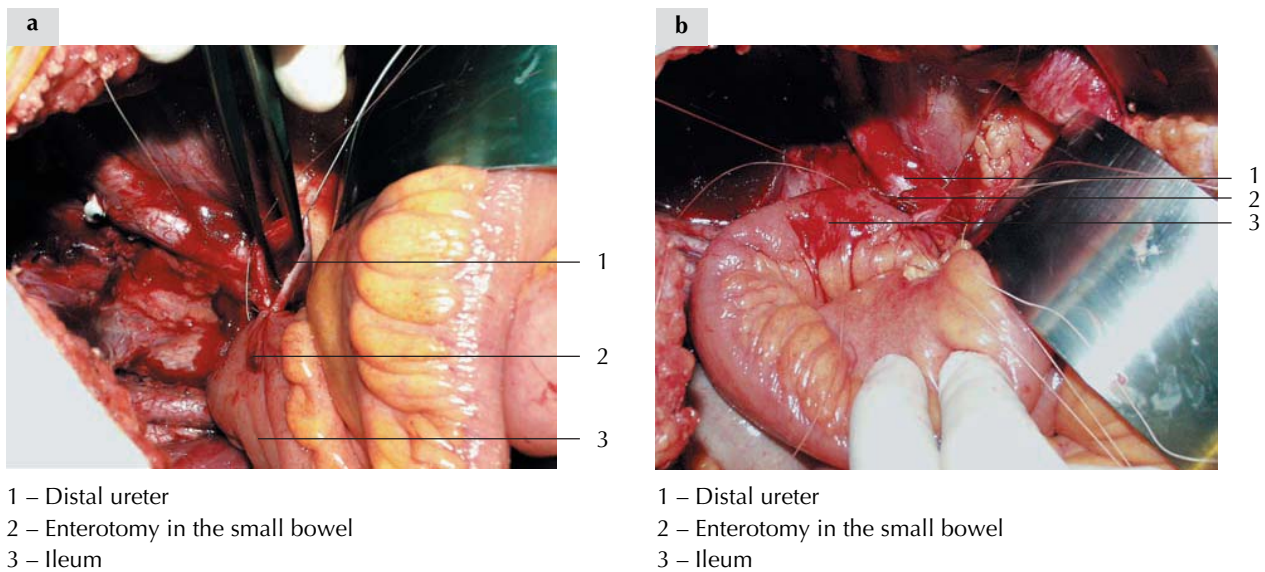 a
1
2
3
1 – Distal ureter
2 – Enterotomy in the small bowel
3 – Ileum
b
1
2
3
1 – Distal ureter
2 – Enterotomy in the small bowel
3 – Ileum